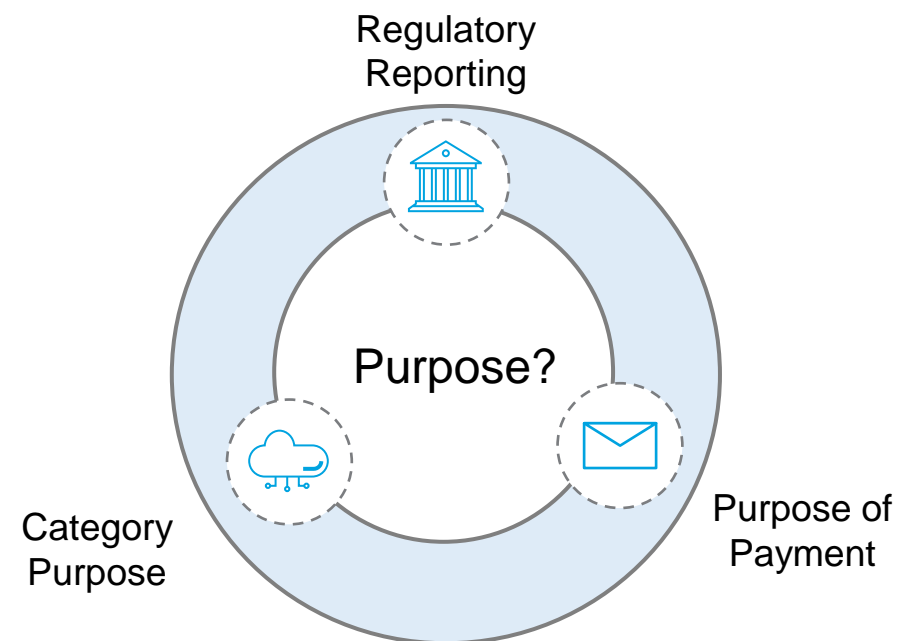 Regulatory
Reporting
Purpose?
Category
Purpose
Purpose of
Payment